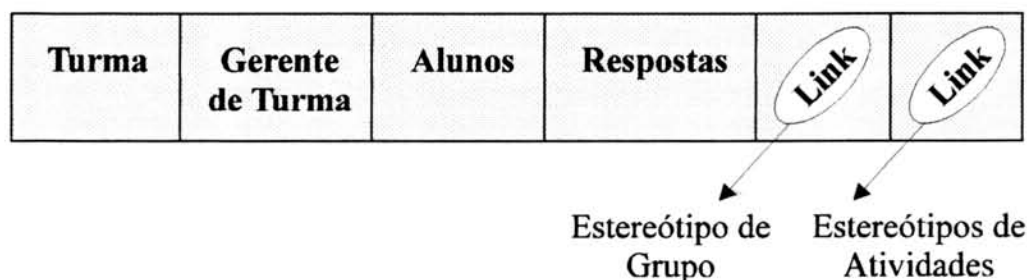 Turma Gerente Alunos Respostas Link Link
de Turma
Estereótipo de Estereótipos de
Grupo Atividades